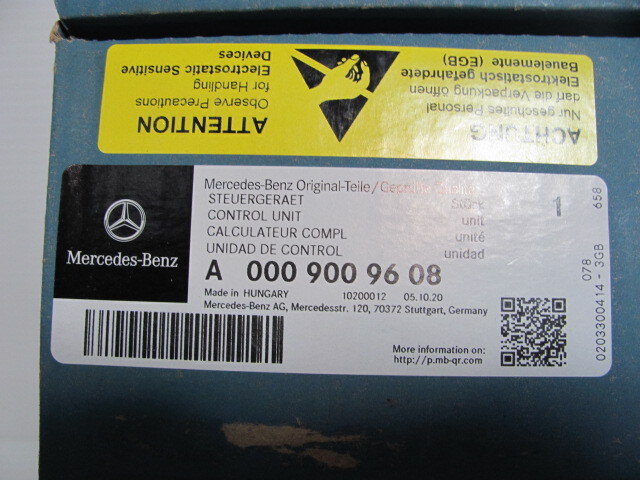 ATTENTION
Observe Precautions
for Handling
Electrostatic Sensitive
Devices
ACHTUNG
Nur geschultes Personal
darf die Verpackung öffnen
Elektrostatisch gefährdete
Bauelemente (EGB)
Mercedes-Benz
Mercedes-Benz Original-Teile/
STEUERGERAET Stück 1
CONTROL UNIT unit
CALCULATEUR COMPL unité
UNIDAD DE CONTROL unidad
A 000 900 96 08
Made in HUNGARY 10200012 05.10.20
Mercedes-Benz AG, Mercedesstr. 120, 70372 Stuttgart, Germany
More information on:
http://p.mb-qr.com
078 658
0203300414 - 3GB